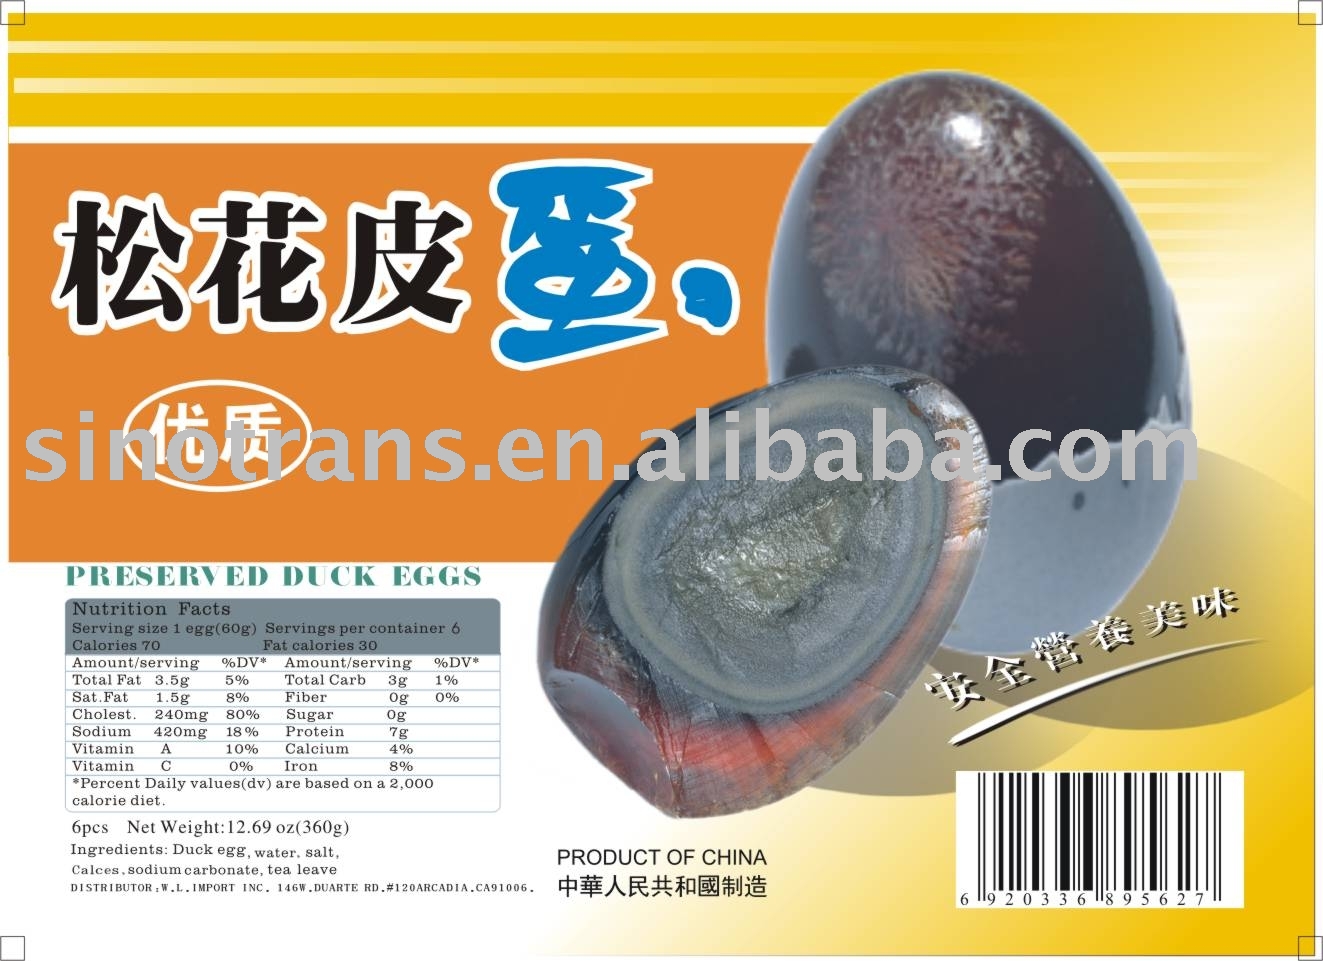 松花皮蛋
优质
sinotrans.en.alibaba.com
PRESERVED DUCK EGGS
Nutrition Facts
Serving size 1 egg(60g) Servings per container 6
Calories 70 Fat calories 30
Amount/serving %DV* Amount/serving %DV*
Total Fat 3.5g 5% Total Carb 3g 1%
Sat.Fat 1.5g 8% Fiber 0g 0%
Cholest. 240mg 80% Sugar 0g
Sodium 420mg 18% Protein 7g
Vitamin A 10% Calcium 4%
Vitamin C 0% Iron 8%
*Percent Daily values(dv) are based on a 2,000
calorie diet.
6pcs Net Weight:12.69 oz(360g)
Ingredients: Duck egg, water, salt,
Calces, sodium carbonate, tea leave
DISTRIBUTOR:W.L.IMPORT INC. 146W.DUARTE RD.#120ARCADIA.CA91006.
安全營養美味
PRODUCT OF CHINA
中華人民共和國制造
6 920336 895627